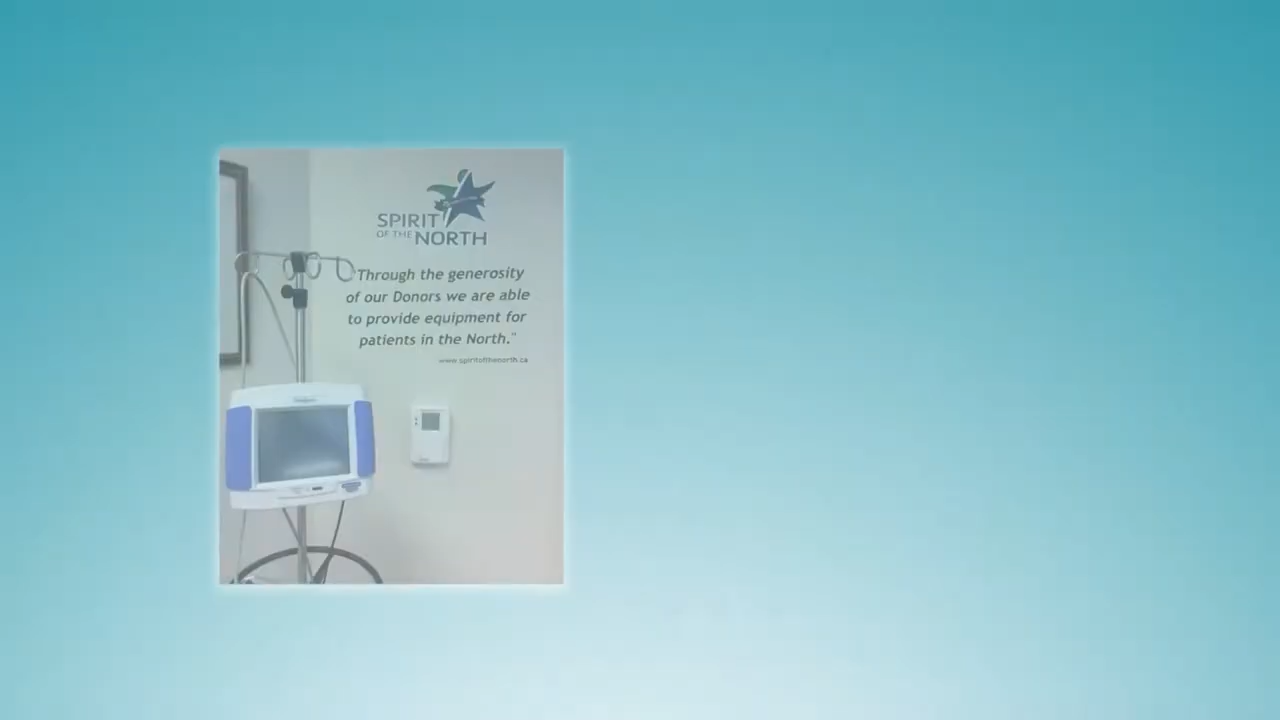 SPIRIT
OF THE NORTH
"Through the generosity
of our Donors we are able
to provide equipment for
patients in the North."
www.spiritofthenorth.ca